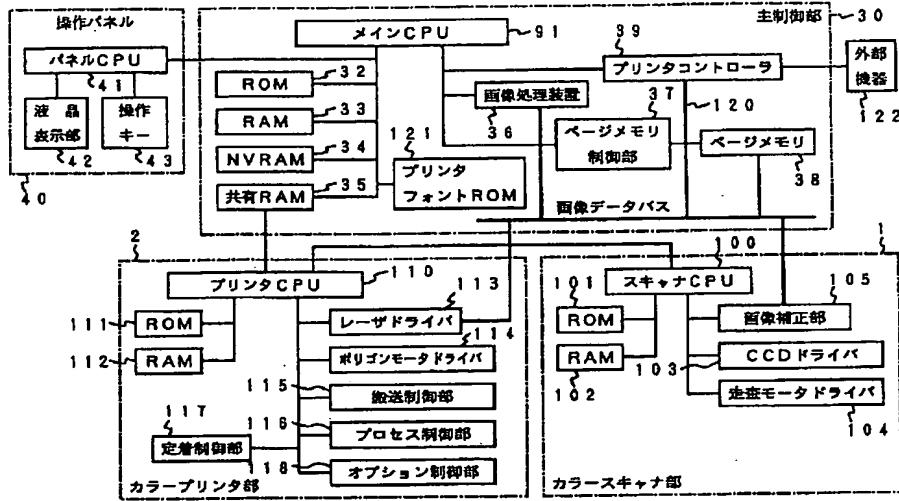 操作パネル
パネルCPU
41
液晶
表示部
42
操作
キー
43
40
主制御部
30
メインCPU
91
ROM
32
RAM
33
NVRAM
34
共有RAM
35
121
プリンタ
フォントROM
画像処理装置
36
39
プリンタコントローラ
37
ページメモリ
制御部
120
ページメモリ
38
画像データバス
外部
機器
122
2
プリンタCPU
110
111
ROM
112
RAM
113
レーザドライバ
114
ポリゴンモータドライバ
115
搬送制御部
116
プロセス制御部
117
定着制御部
118
オプション制御部
カラープリンタ部
1
100
スキャナCPU
101
ROM
RAM
102
105
画像補正部
103
CCDドライバ
走査モータドライバ
104
カラースキャナ部